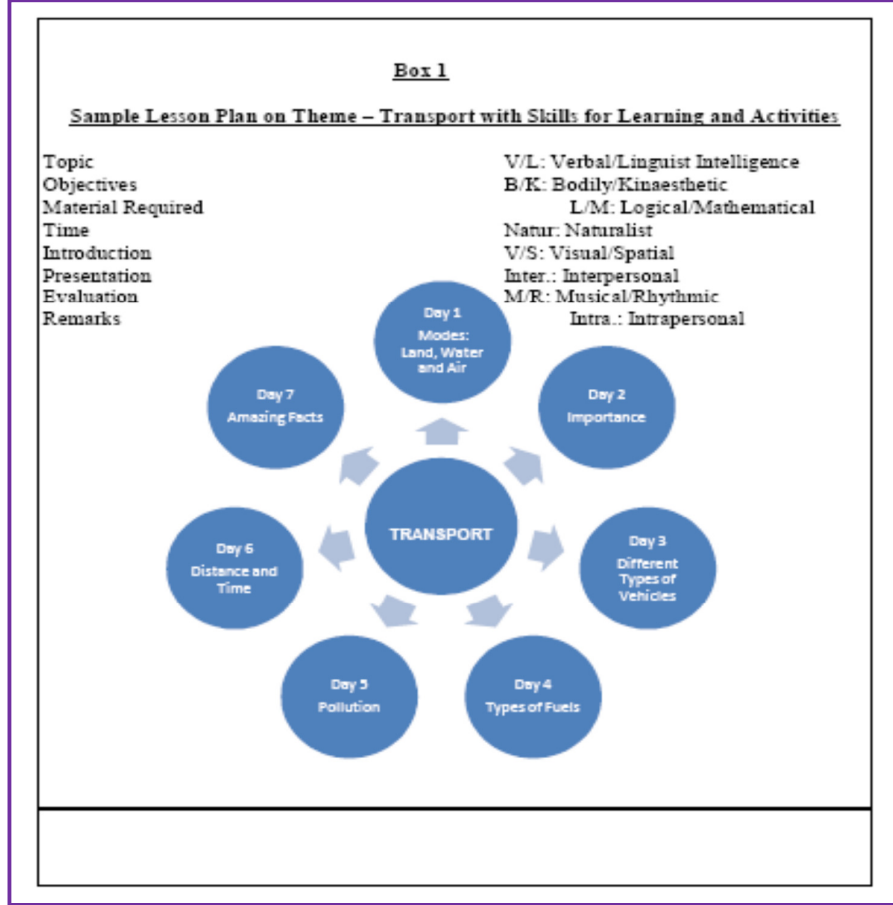 Box 1
Sample Lesson Plan on Theme – Transport with Skills for Learning and Activities
Topic
Objectives
Material Required
Time
Introduction
Presentation
Evaluation
Remarks
V/L: Verbal/Linguist Intelligence
B/K: Bodily/Kinaesthetic
L/M: Logical/Mathematical
Natur: Naturalist
V/S: Visual/Spatial
Inter.: Interpersonal
M/R: Musical/Rhythmic
Intra.: Intrapersonal
Day 1
Modes:
Land, Water
and Air
Day 2
Importance
Day 3
Different
Types of
Vehicles
Day 4
Types of Fuels
Day 5
Pollution
Day 6
Distance and
Time
Day 7
Amazing Facts
TRANSPORT